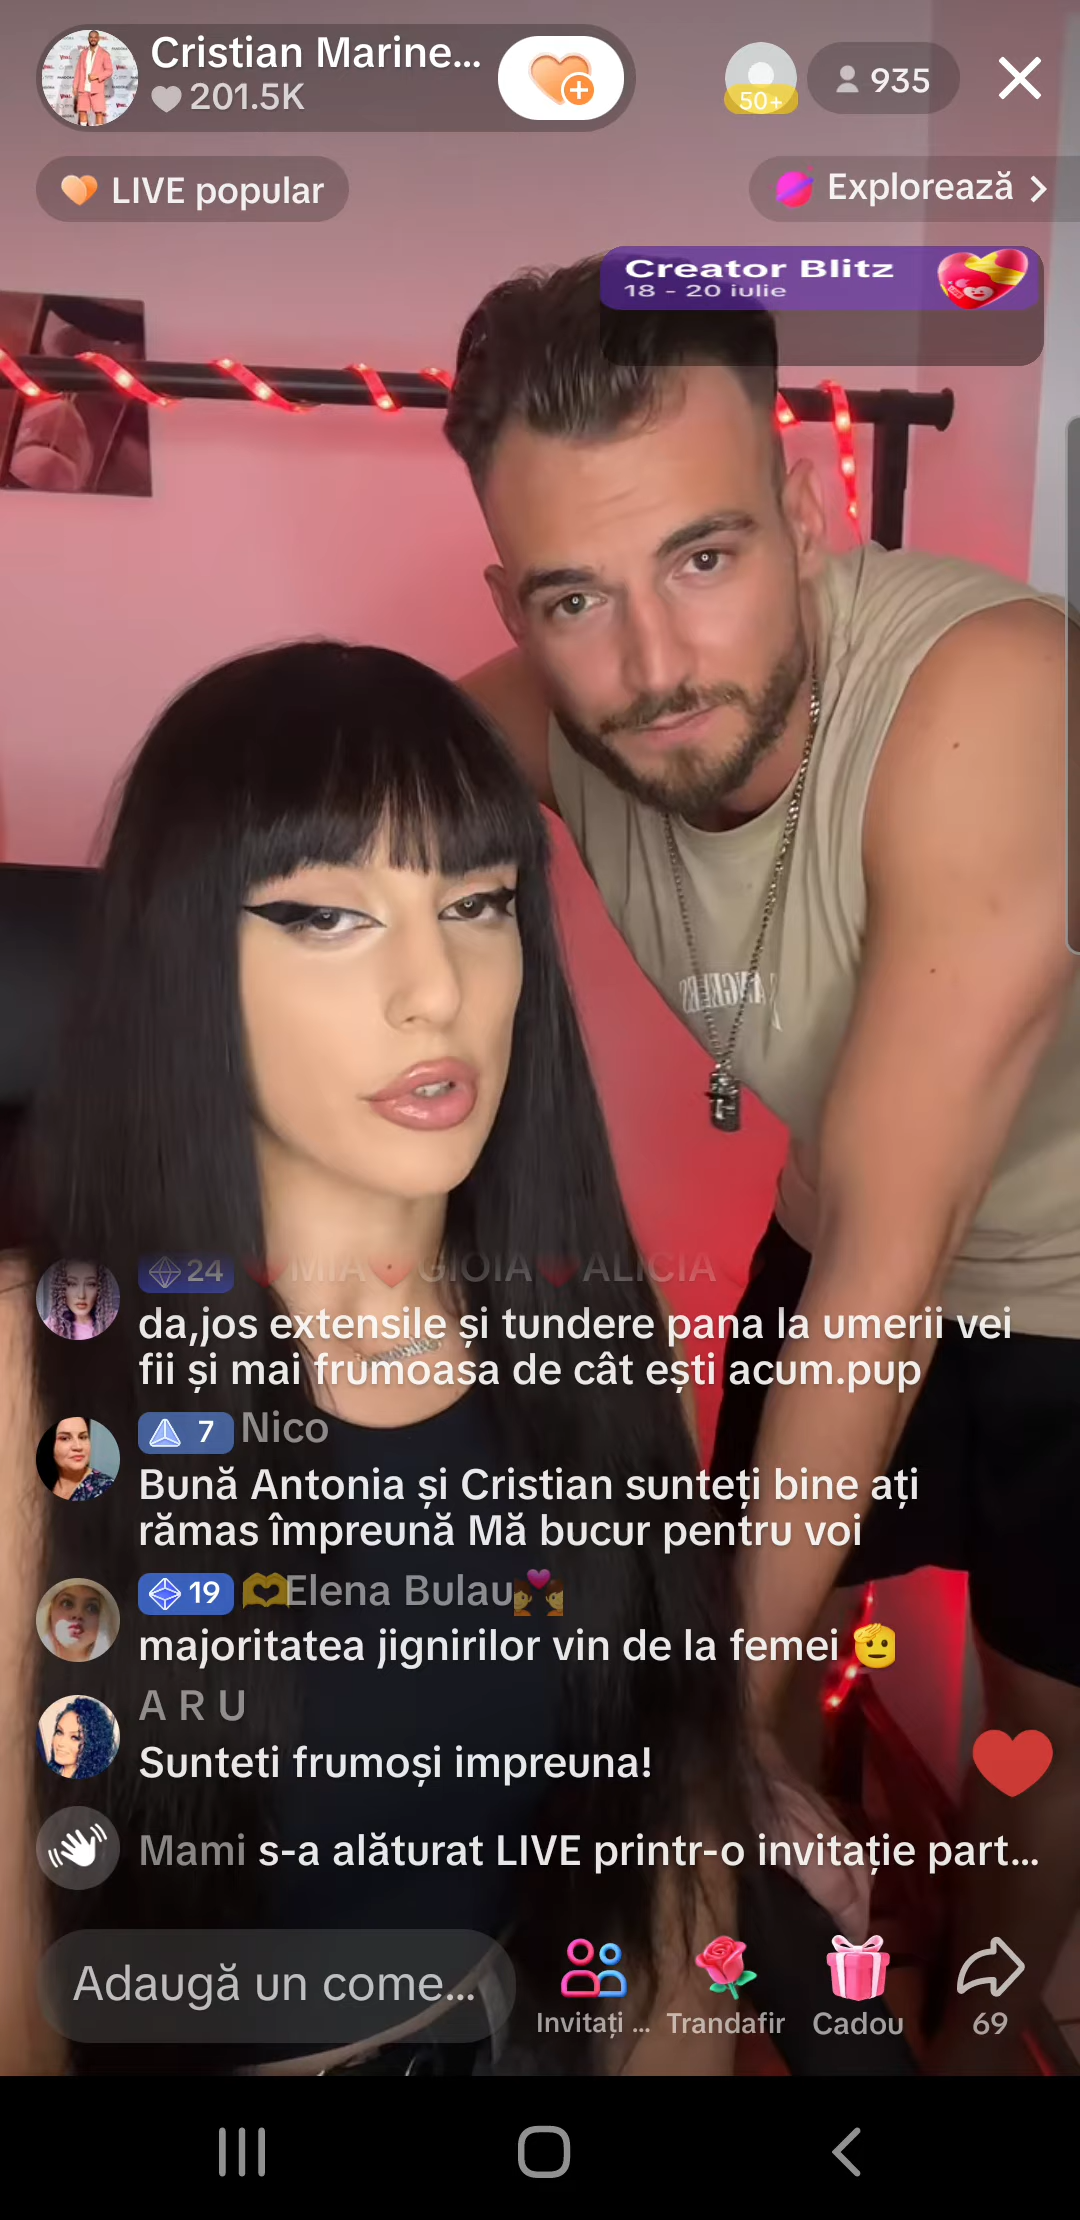 Cristian Marine...
201.5K
50+
935
LIVE popular
Explorează
Creator Blitz
18 - 20 iulie
24 MIA GIOIA ALICIA
da,jos extensile și tundere pana la umerii vei
fii și mai frumoasa de cât ești acum.pup
7 Nico
Bună Antonia și Cristian sunteți bine ați
rămas împreună Mă bucur pentru voi
19 🫶Elena Bulau💏
majoritatea jignirilor vin de la femei 🫡
A R U
Sunteti frumoși impreuna!
Mami s-a alăturat LIVE printr-o invitație part...
Adaugă un come...
Invitați ...
Trandafir
Cadou
69